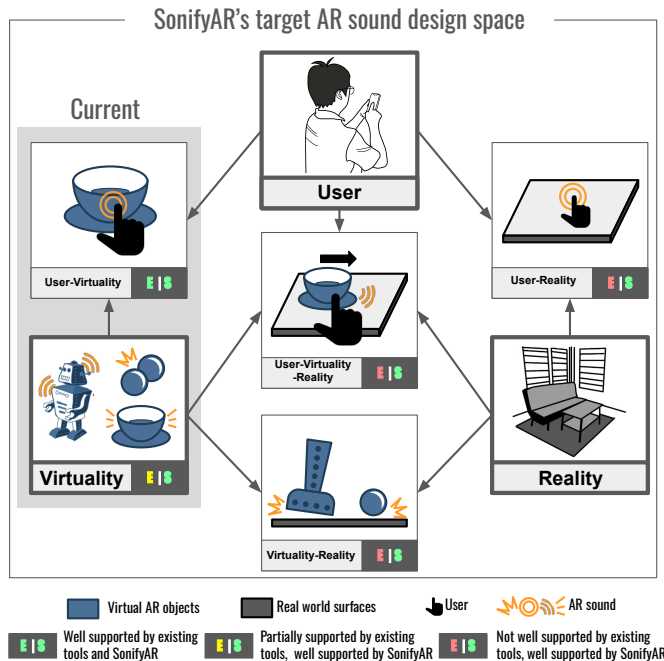 SonifyAR's target AR sound design space
Current
User
User-Virtuality
E|S
User-Reality
E|S
User-Virtuality
-Reality
E|S
Virtuality
E|S
Reality
Virtuality-Reality
E|S
Virtual AR objects
Real world surfaces
User
AR sound
E|S
Well supported by existing
tools and SonifyAR
E|S
Partially supported by existing
tools, well supported by SonifyAR
E|S
Not well supported by existing
tools, well supported by SonifyAR